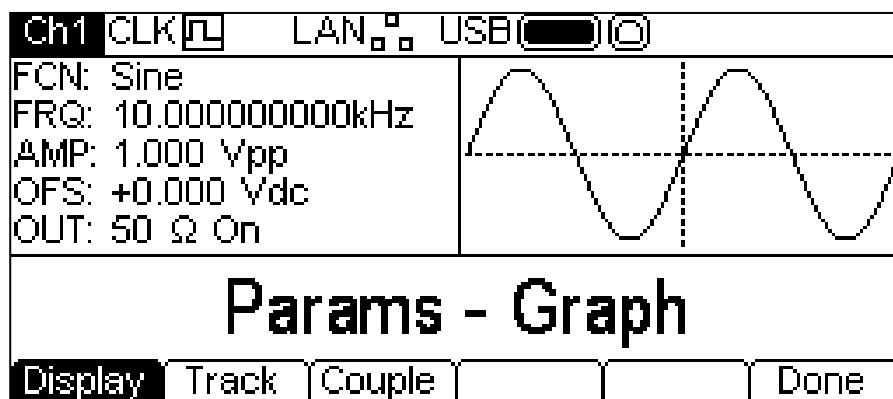 Ch1 CLK LAN USB
FCN: Sine
FRQ: 10.000000000kHz
AMP: 1.000 Vpp
OFS: +0.000 Vdc
OUT: 50 Ω On
Params - Graph
Display Track Couple Done